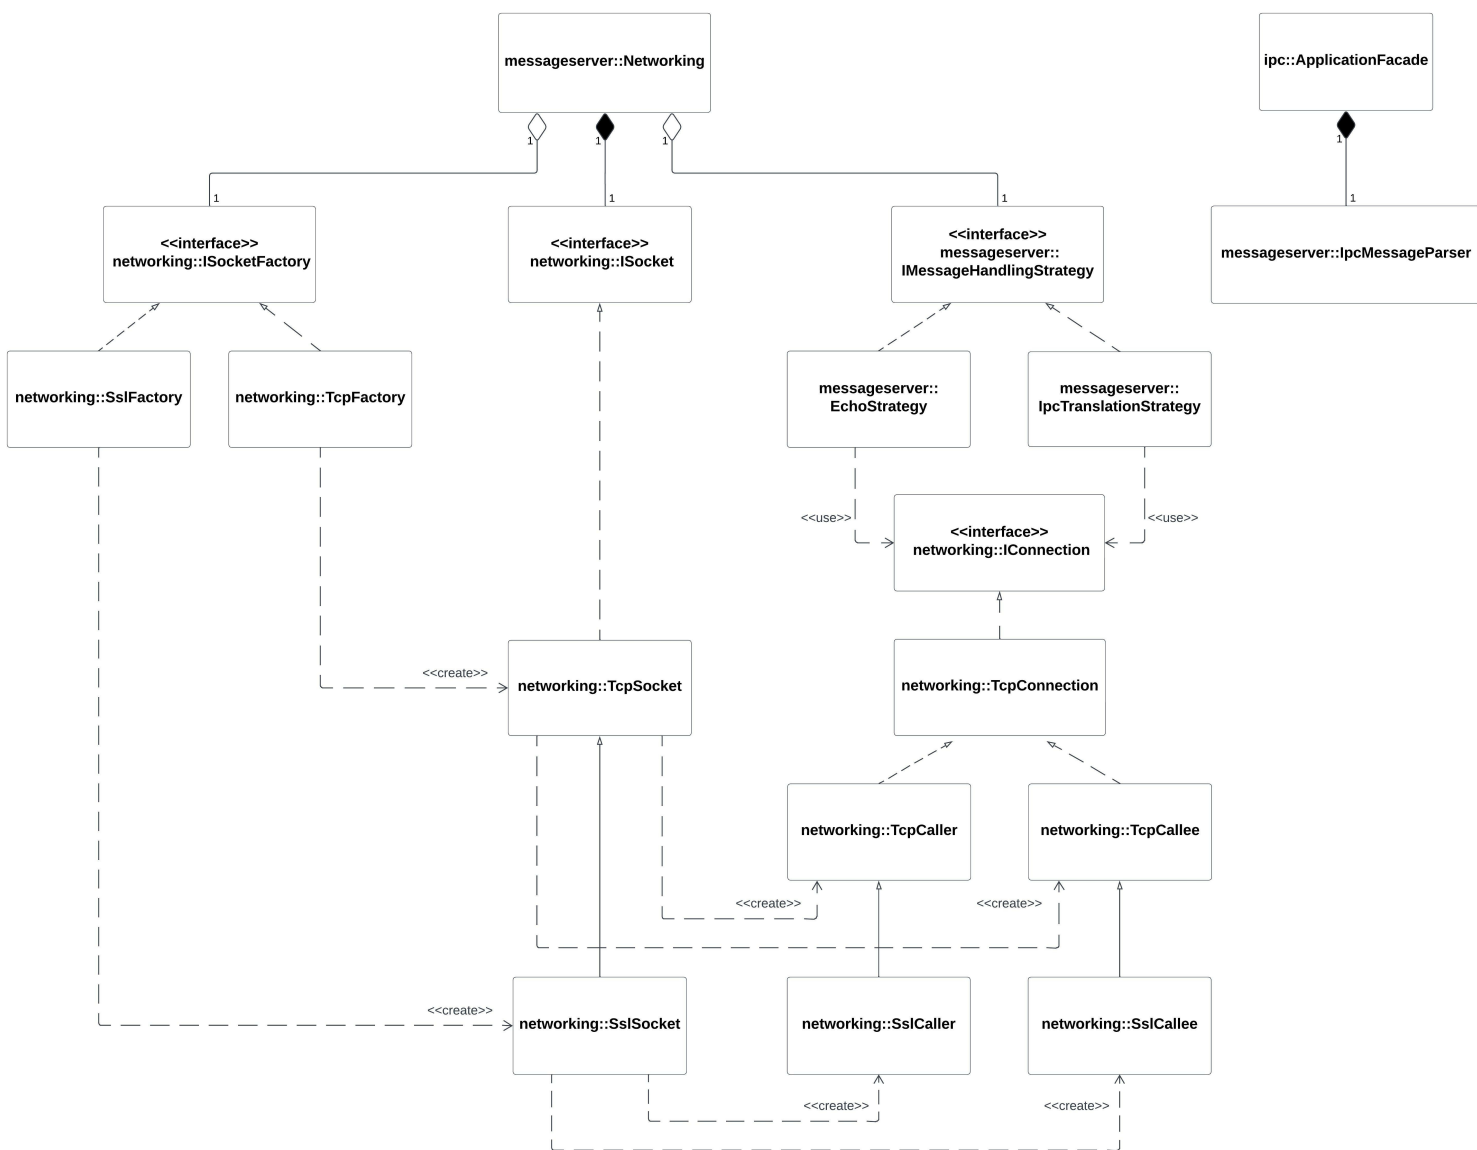 messageserver::Networking
ipc::ApplicationFacade
1
1
1
1
1
1
1
1
<<interface>>
networking::ISocketFactory
<<interface>>
networking::ISocket
<<interface>>
messageserver::
IMessageHandlingStrategy
messageserver::IpcMessageParser
networking::SslFactory
networking::TcpFactory
messageserver::
EchoStrategy
messageserver::
IpcTranslationStrategy
<<use>>
<<use>>
<<interface>>
networking::IConnection
<<create>>
networking::TcpSocket
networking::TcpConnection
networking::TcpCaller
networking::TcpCallee
<<create>>
<<create>>
<<create>>
networking::SslSocket
networking::SslCaller
networking::SslCallee
<<create>>
<<create>>